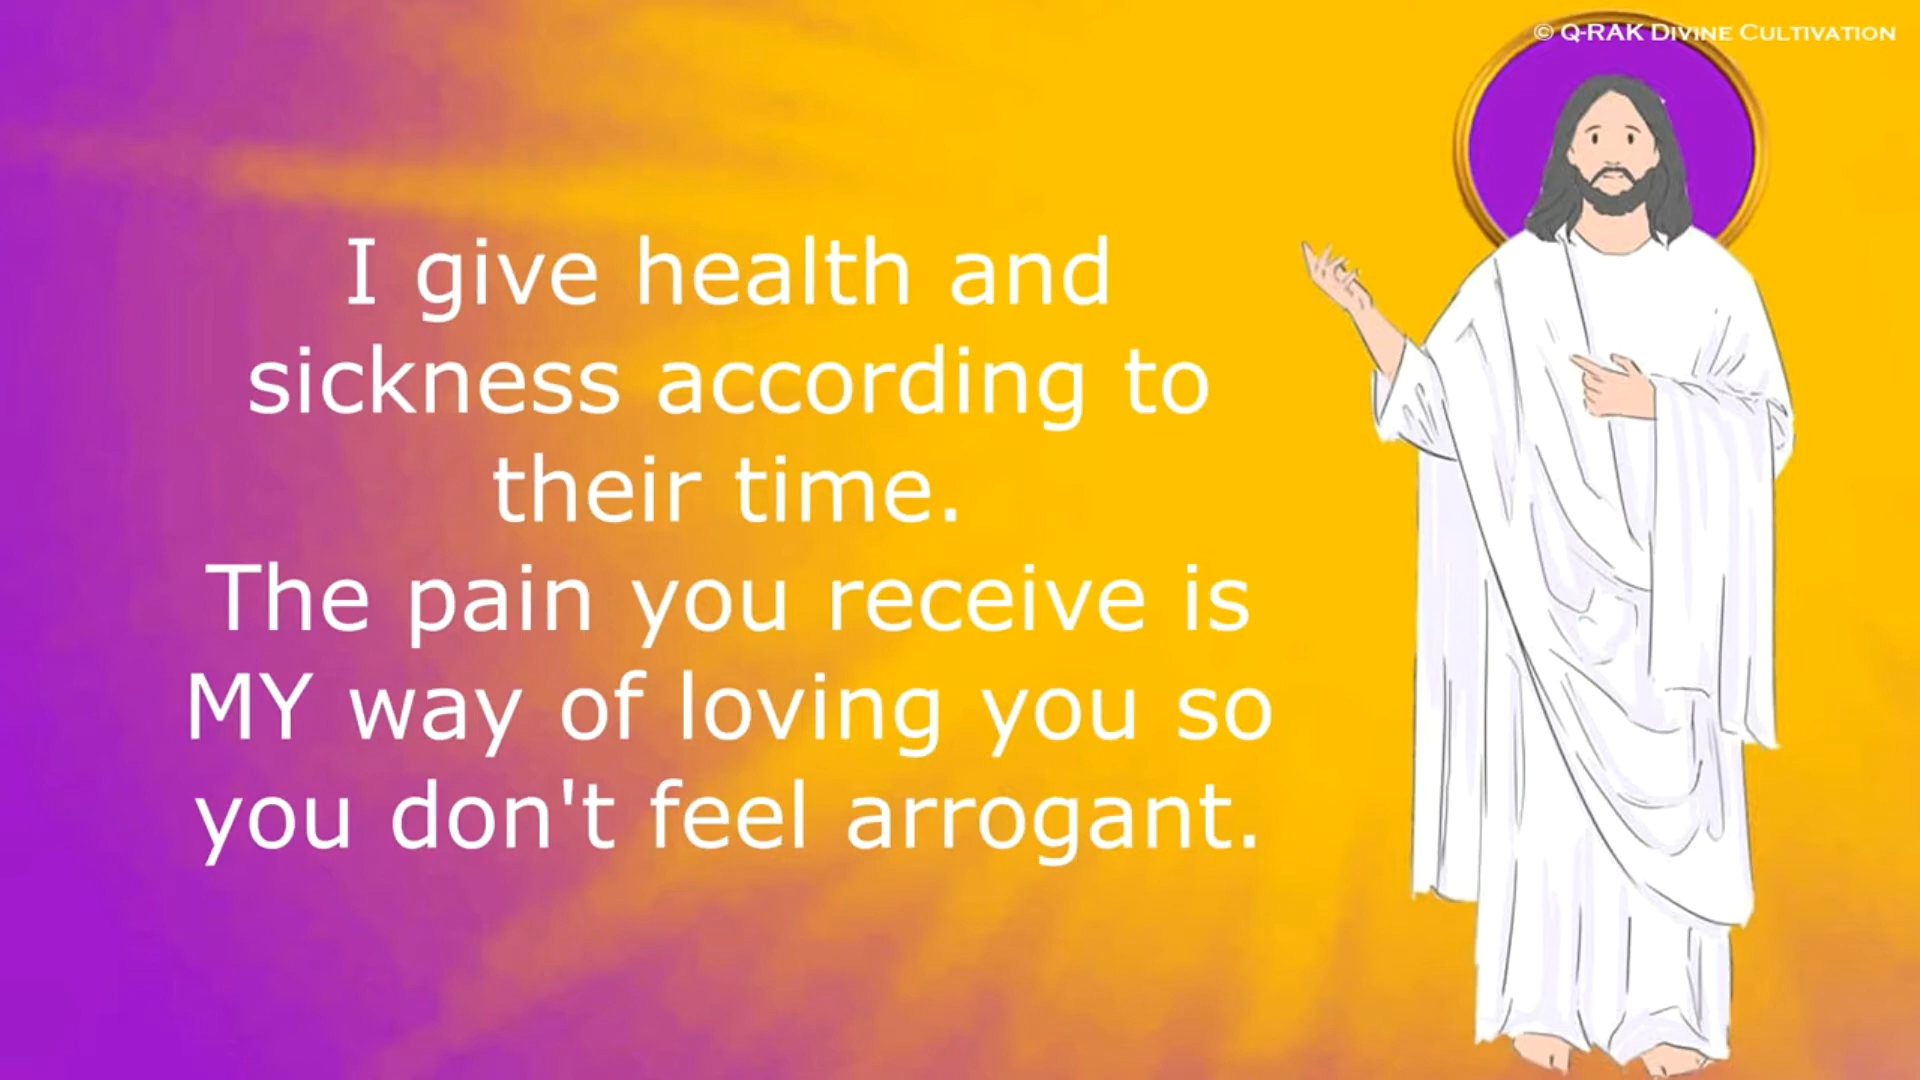 © Q-RAK Divine Cultivation
I give health and
sickness according to
their time.
The pain you receive is
MY way of loving you so
you don't feel arrogant.